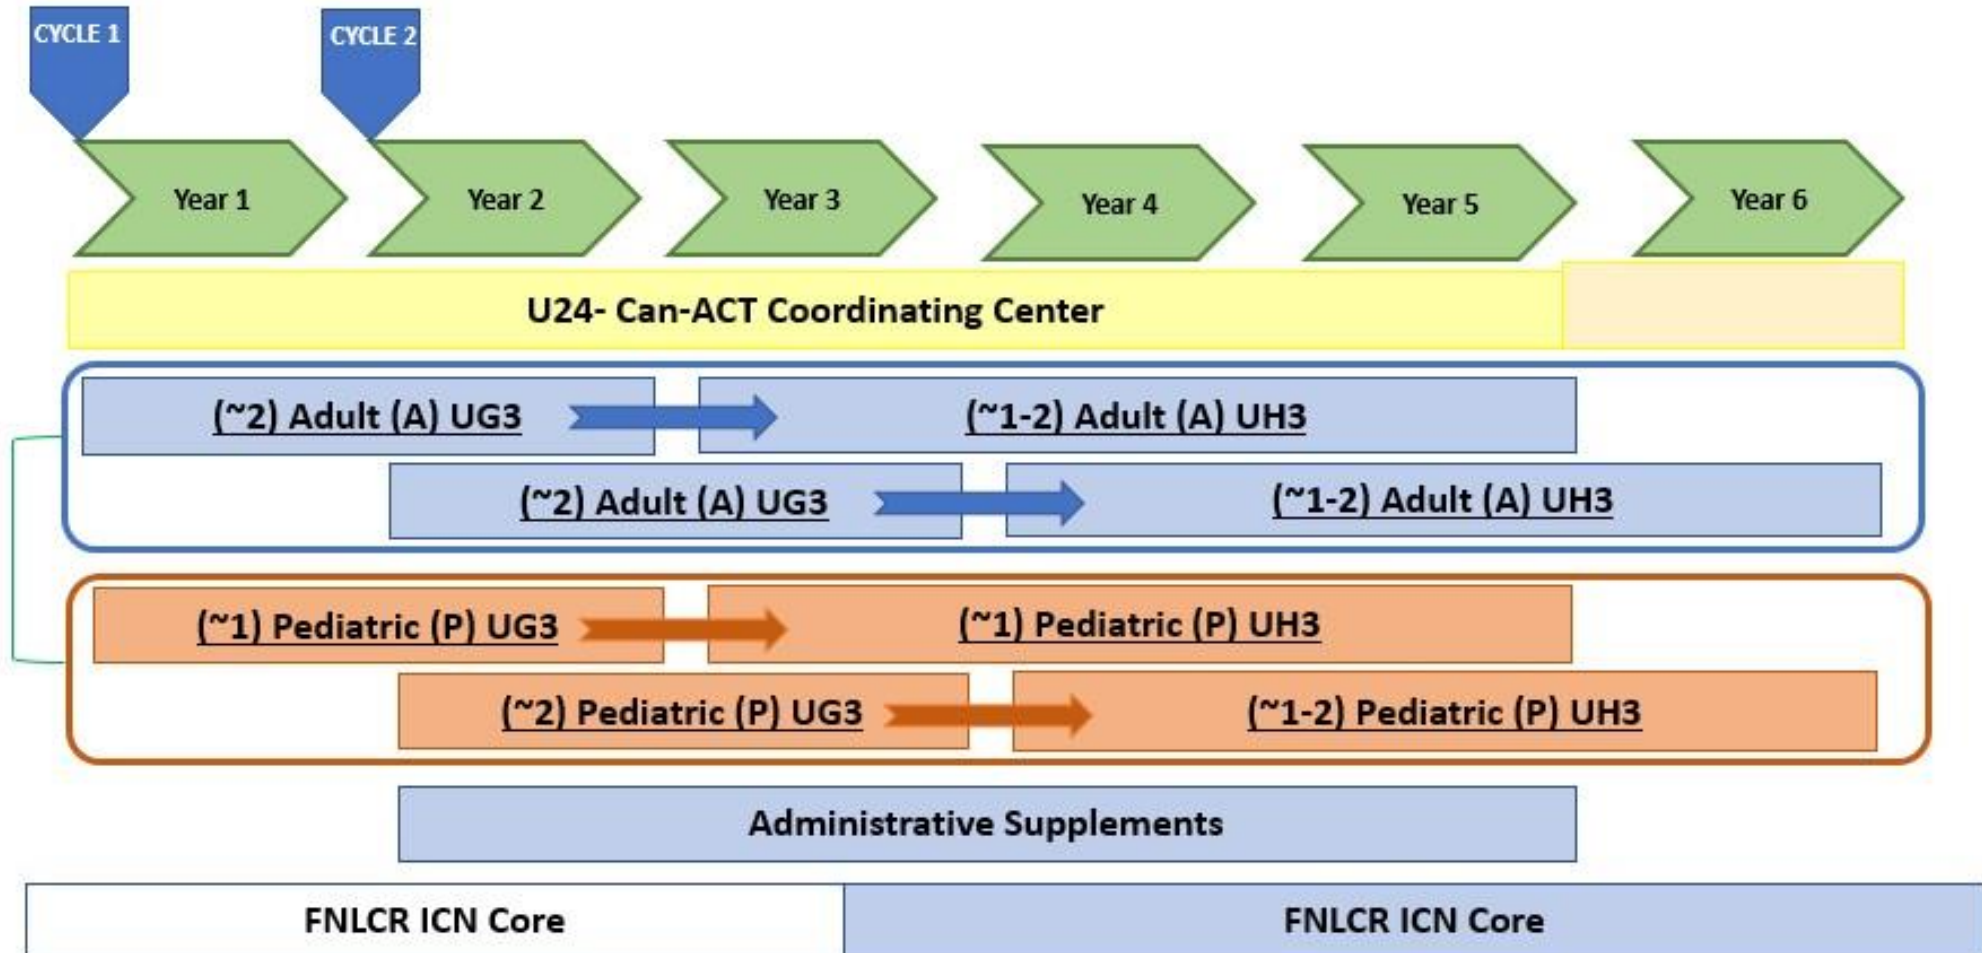 CYCLE 1
CYCLE 2
Year 1
Year 2
Year 3
Year 4
Year 5
Year 6
U24- Can-ACT Coordinating Center
(~2) Adult (A) UG3
(~1-2) Adult (A) UH3
(~2) Adult (A) UG3
(~1-2) Adult (A) UH3
(~1) Pediatric (P) UG3
(~1) Pediatric (P) UH3
(~2) Pediatric (P) UG3
(~1-2) Pediatric (P) UH3
Administrative Supplements
FNLCR ICN Core
FNLCR ICN Core